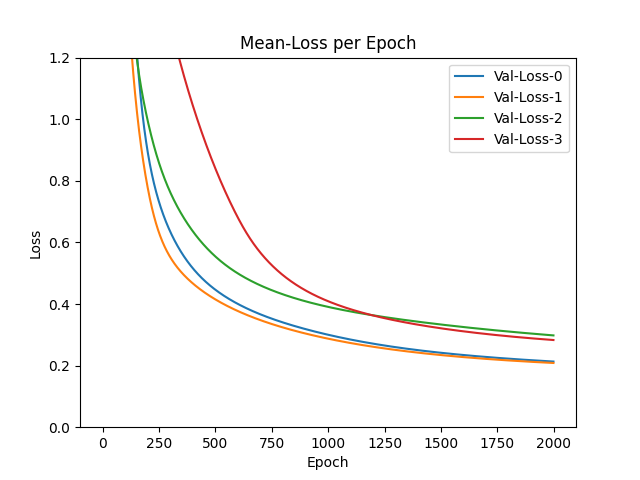 Mean-Loss per Epoch
1.2
1.0
0.8
0.6
0.4
0.2
0.0
Loss
Val-Loss-0
Val-Loss-1
Val-Loss-2
Val-Loss-3
0 250 500 750 1000 1250 1500 1750 2000
Epoch